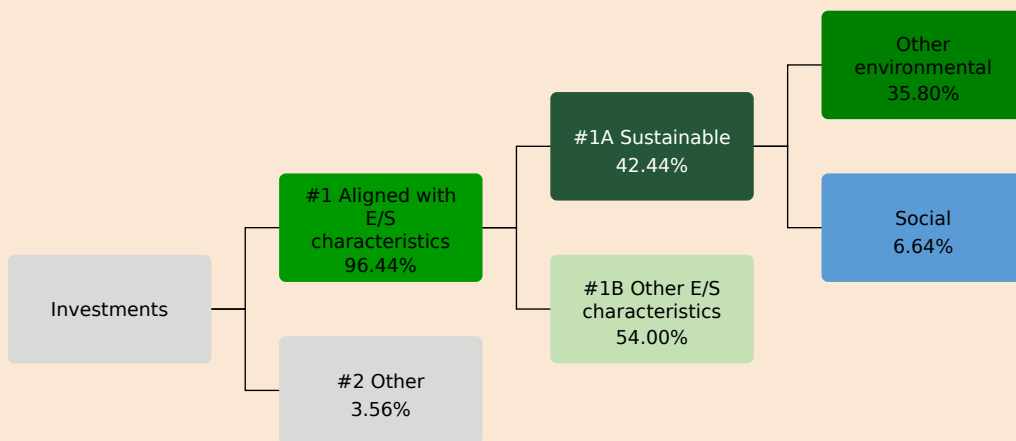 Investments
#1 Aligned with
E/S
characteristics
96.44%
#2 Other
3.56%
#1A Sustainable
42.44%
#1B Other E/S
characteristics
54.00%
Other
environmental
35.80%
Social
6.64%